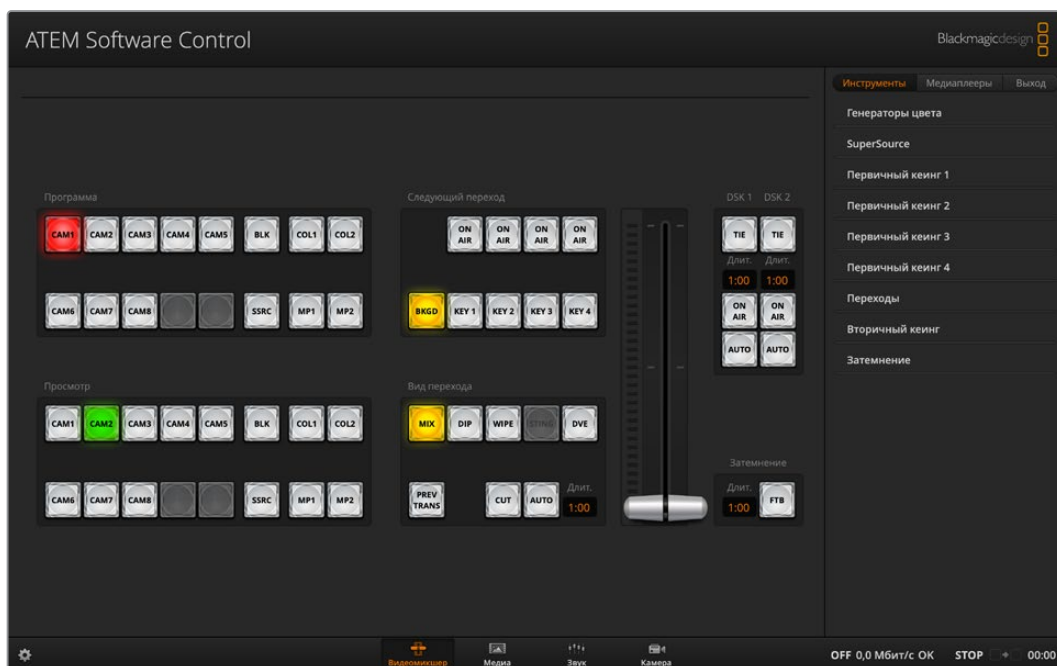 ATEM Software Control
Blackmagicdesign
Инструменты Медиаплееры Выход
Генераторы цвета
SuperSource
Первичный кеинг 1
Первичный кеинг 2
Первичный кеинг 3
Первичный кеинг 4
Переходы
Вторичный кеинг
Затемнение
Программа
CAM1 CAM2 CAM3 CAM4 CAM5 BLK COL1 COL2
CAM6 CAM7 CAM8 SSRC MP1 MP2
Следующий переход
ON AIR ON AIR ON AIR ON AIR
BKGD KEY 1 KEY 2 KEY 3 KEY 4
DSK 1 DSK 2
TIE TIE
Длит. Длит.
1:00 1:00
ON AIR ON AIR
AUTO AUTO
Просмотр
CAM1 CAM2 CAM3 CAM4 CAM5 BLK COL1 COL2
CAM6 CAM7 CAM8 SSRC MP1 MP2
Вид перехода
MIX DIP WIPE STING DVE
PREV TRANS CUT AUTO Длит. 1:00
Затемнение
Длит.
1:00 FTB
Видеомикшер Медиа Звук Камера
OFF 0,0 Мбит/с OK STOP 00:00